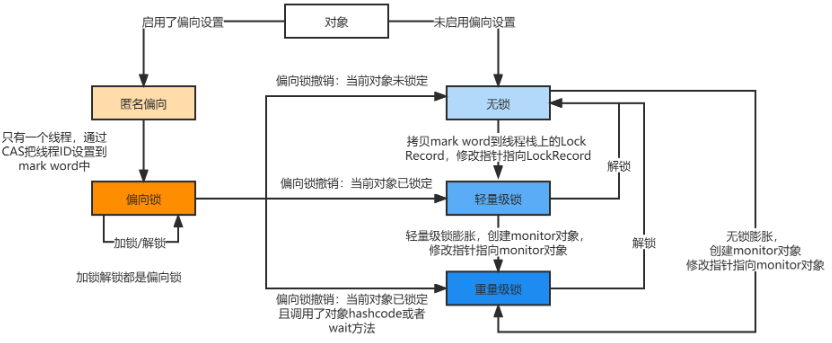 对象
启用了偏向设置
未启用偏向设置
偏向锁撤销：当前对象未锁定
匿名偏向
无锁
只有一个线程，通过
CAS把线程ID设置到
mark word中
拷贝mark word到线程栈上的Lock
Record，修改指针指向LockRecord
解锁
偏向锁撤销：当前对象已锁定
偏向锁
轻量级锁
加锁/解锁
轻量级锁膨胀，创建monitor对象，
修改指针指向monitor对象
解锁
无锁膨胀，
创建monitor对象
修改指针指向monitor对象
加锁解锁都是偏向锁
重量级锁
偏向锁撤销：当前对象已锁定
且调用了对象hashcode或者
wait方法